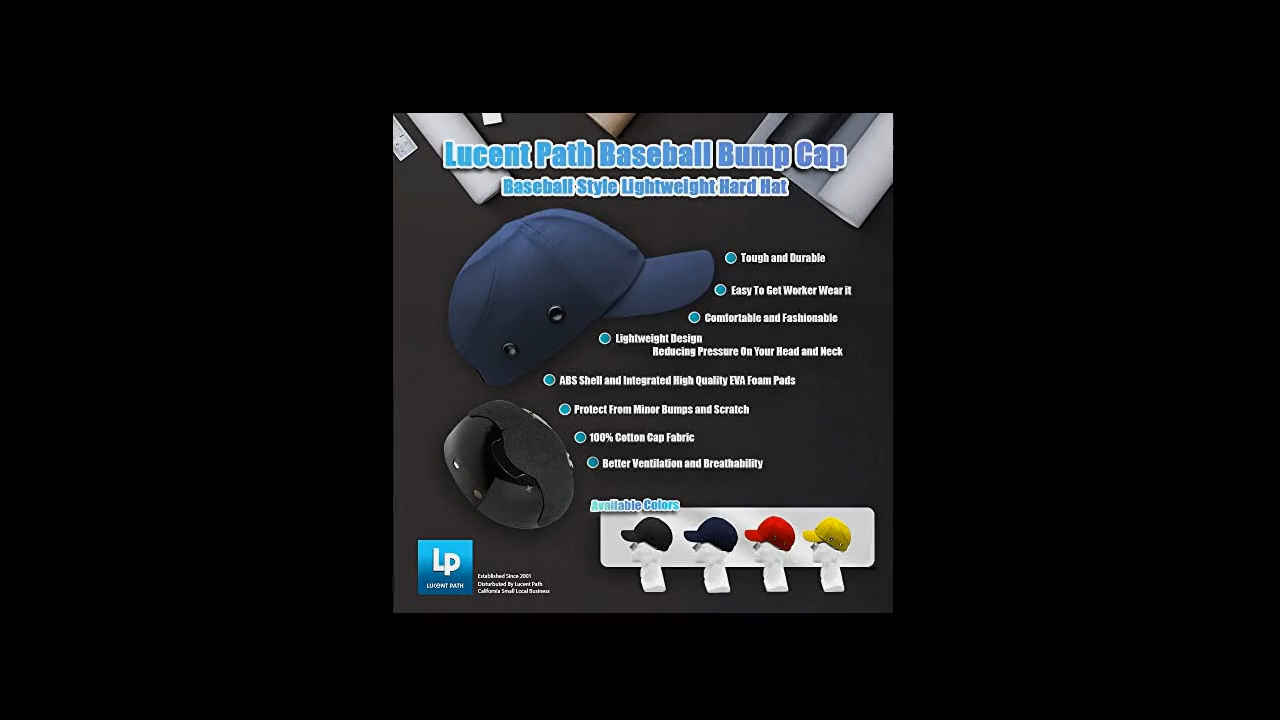 Lucent Path Baseball Bump Cap
Baseball Style Lightweight Hard Hat
Tough and Durable
Easy To Get Worker Wear it
Comfortable and Fashionable
Lightweight Design
Reducing Pressure On Your Head and Neck
ABS Shell and Integrated High Quality EVA Foam Pads
Protect From Minor Bumps and Scratch
100% Cotton Cap Fabric
Better Ventilation and Breathability
Available Colors
LP
LUCENT PATH
Established Since 2001
Disturbuted By Lucent Path
California Small Local Business